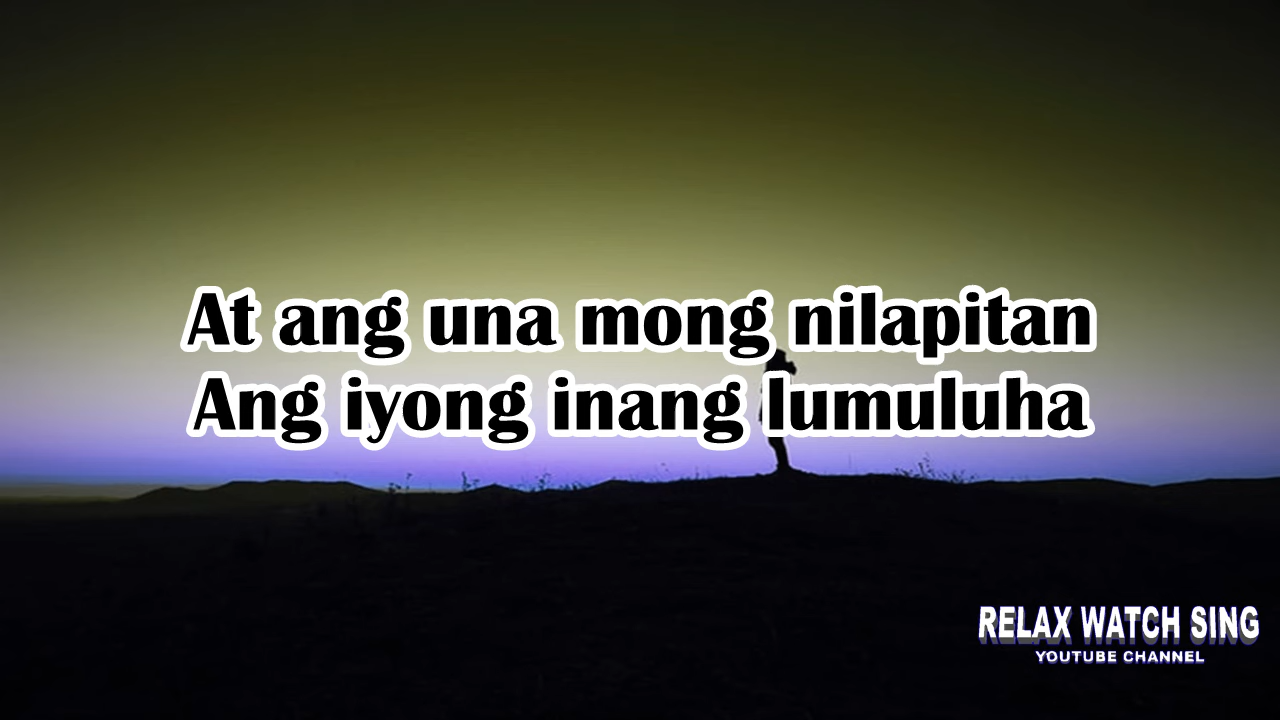 At ang una mong nilapitan
Ang iyong inang lumuluha
RELAX WATCH SING
YOUTUBE CHANNEL